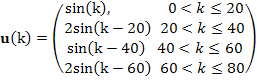 sin(k),  0 < k ≤ 20
2sin(k−20)  20 < k ≤ 40
u(k) =
sin(k−40)  40 < k ≤ 60
2sin(k−60)  60 < k ≤ 80